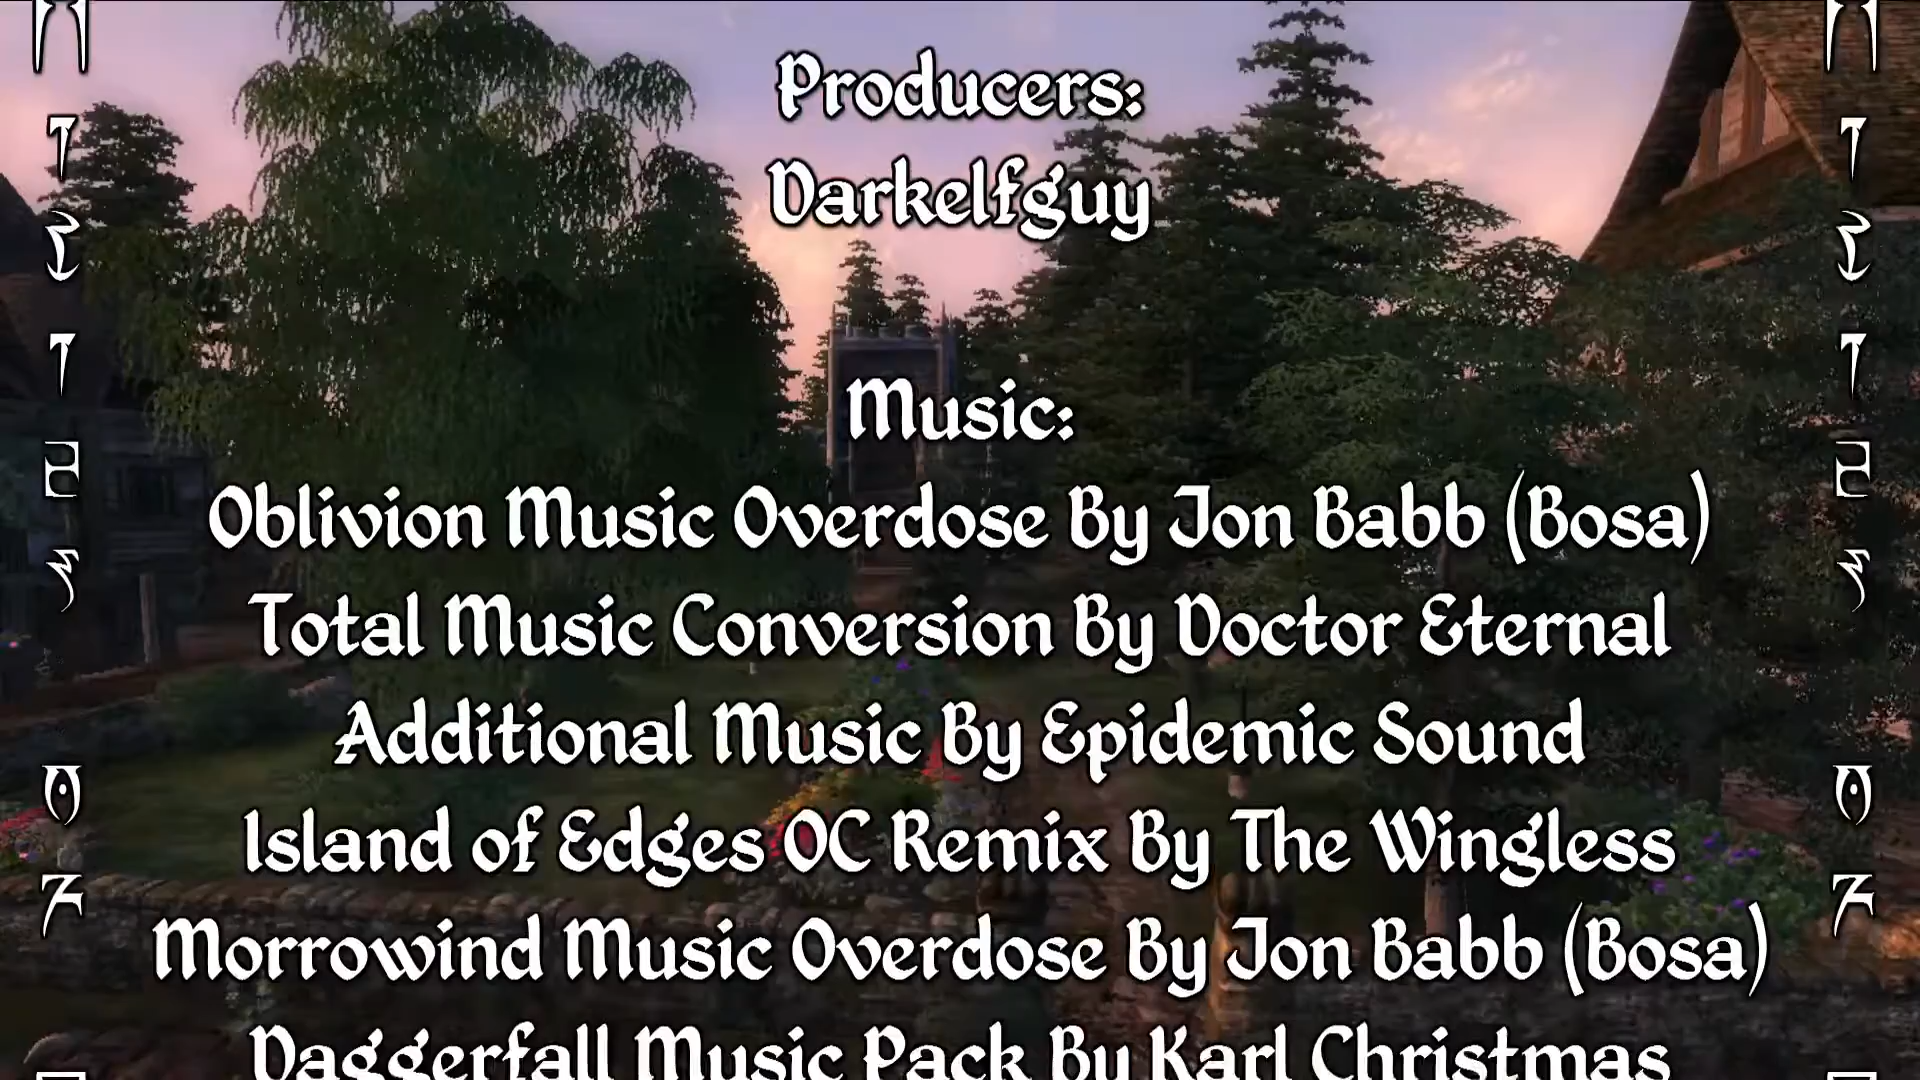 Producers:
Darkelfguy
Music:
Oblivion Music Overdose By Jon Babb (Bosa)
Total Music Conversion By Doctor Eternal
Additional Music By Epidemic Sound
Island of Edges OC Remix By The Wingless
Morrowind Music Overdose By Jon Babb (Bosa)
Daggerfall Music Pack By Karl Christmas